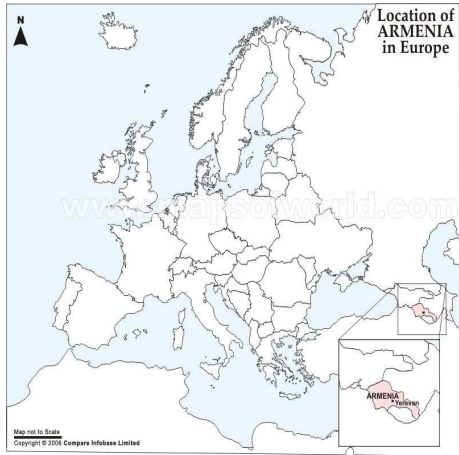 N
Location of
ARMENIA
in Europe
www.mapsofworld.com
ARMENIA
Yerevan
Map not to Scale
Copyright © 2006 Compare Infobase Limited